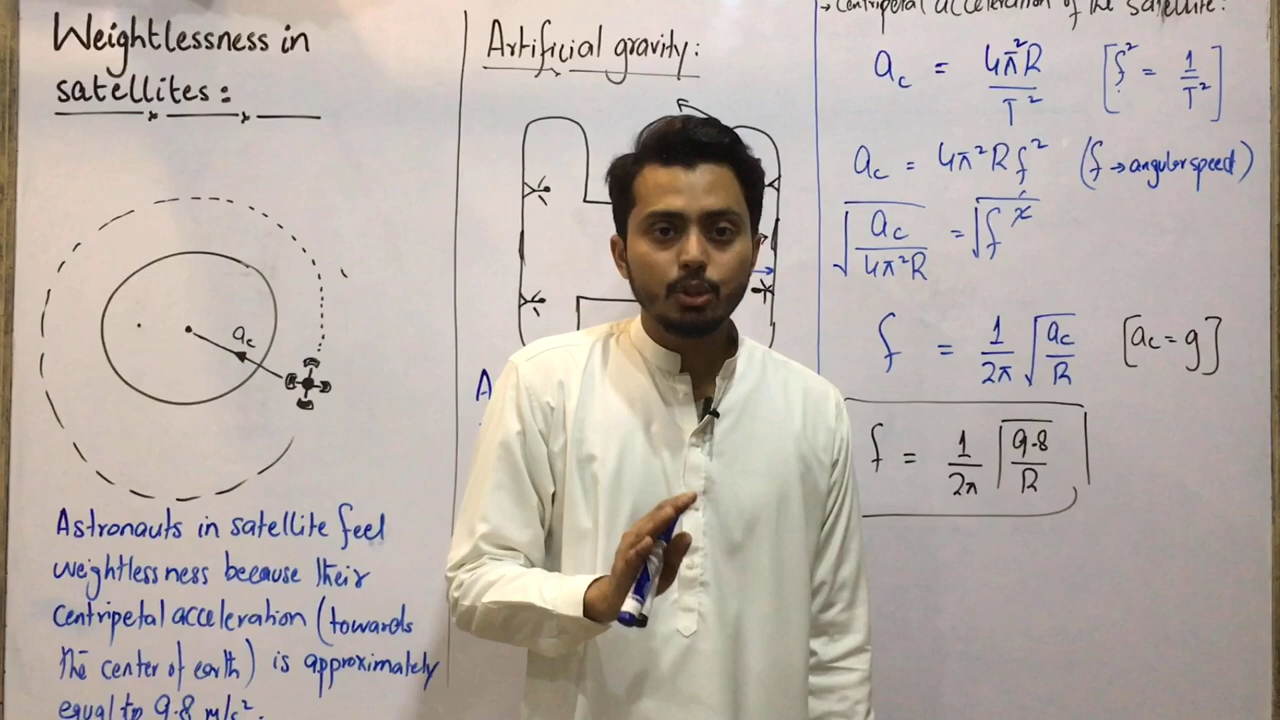 Weightlessness in
satellites:
ac
Astronauts in satellite feel
weightlessness because their
Centripetal acceleration (towards
the center of earth) is approximately
equal to 9.8 m/s².
Artificial gravity:
A
→ Centripetal acceleration of the satellite:
ac = 4π²R/T² [f² = 1/T²]
ac = 4π²Rf² (f → angular speed)
√(ac/4π²R) = √f²
f = 1/2π √(ac/R) [ac = g]
f = 1/2π √(9.8/R)